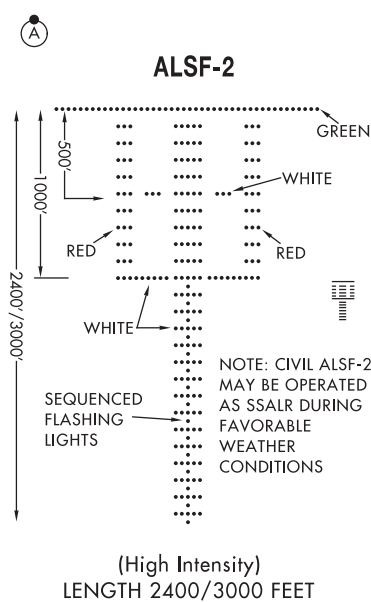 A
ALSF-2
GREEN
500'
1000'
WHITE
RED
RED
2400'/3000'
WHITE
NOTE: CIVIL ALSF-2
MAY BE OPERATED
AS SSALR DURING
FAVORABLE
WEATHER
CONDITIONS
SEQUENCED
FLASHING
LIGHTS
(High Intensity)
LENGTH 2400/3000 FEET